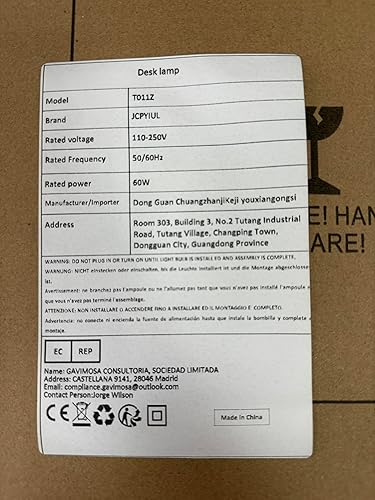 Desk lamp
Model T011Z
Brand JCPYIUL
Rated voltage 110-250V
Rated Frequency 50/60Hz
Rated power 60W
Manufacturer/Importer Dong Guan ChuangzhanjiKeji youxiangongsi
Address Room 303, Building 3, No.2 Tutang Industrial
Road, Tutang Village, Changping Town,
Dongguan City, Guangdong Province
WARNING: DO NOT PLUG IN OR TURN ON UNTIL LIGHT BULB IS INSTALLED AND ASSEMBLY IS COMPLETE,
WARNUNG: NICHT einstecken oder einschalten, bis die Leuchte installiert ist und die Montage abgeschlosse
Avertissement: ne branchez pas l'ampoule ou ne l'allumez pas tant que vous n'avez pas installé l'ampoule
que vous n'avez pas terminé l'assemblage.
ATTENZIONE: NON INSTALLARE O ACCENDERE FINO A INSTALLARE ED IL MONTAGGIO E' COMPLETO.
Advertencia: no conecte ni encienda la fuente de alimentación hasta que instale la bombilla y complete
montaje.
EC REP
Name: GAVIMOSA CONSULTORIA, SOCIEDAD LIMITADA
Address: CASTELLANA 9141, 28046 Madrid
Email: compliance.gavimosa@outlook.com
Contact Person:Jorge Wilson
CE
Made in China
E! HAN
ARE!